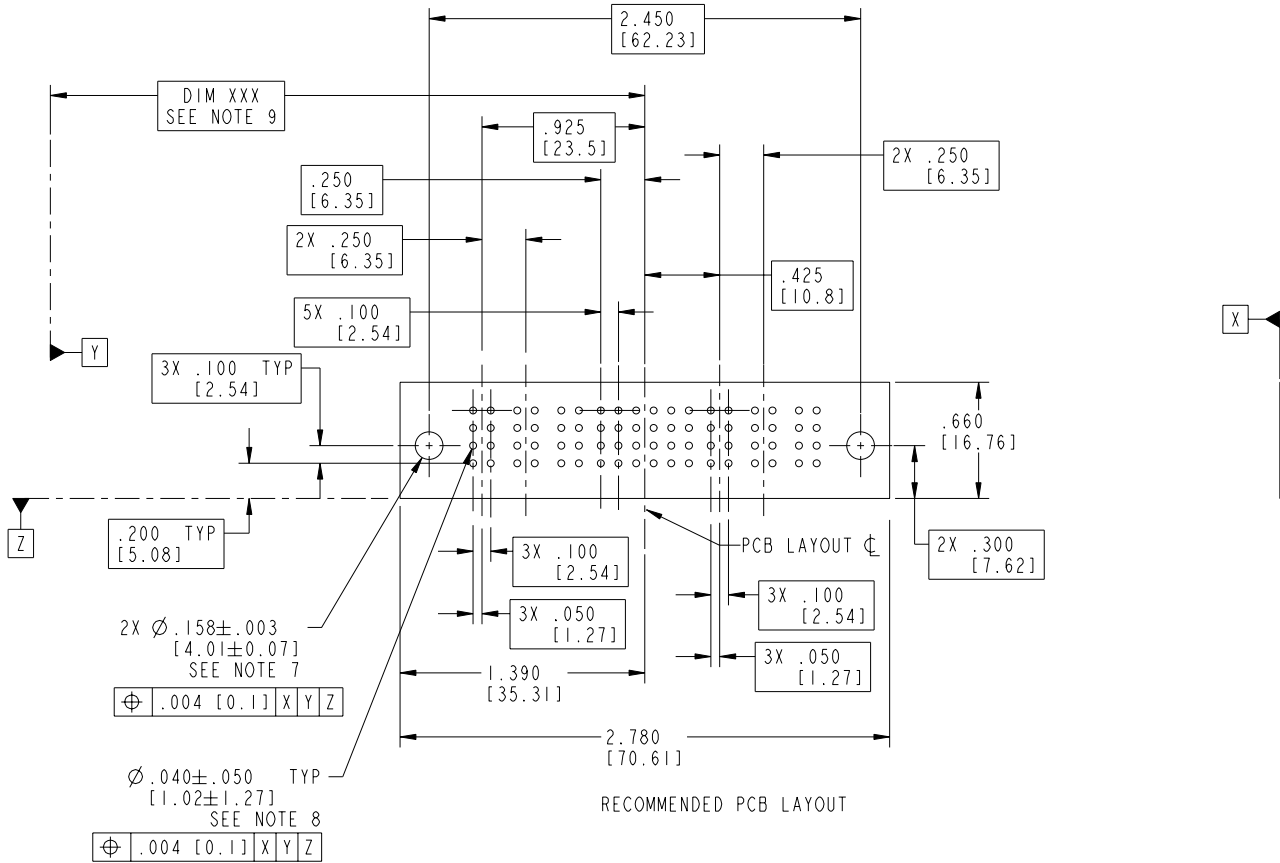 2.450
[62.23]
DIM XXX
SEE NOTE 9
.925
[23.5]
2X .250
[6.35]
.250
[6.35]
2X .250
[6.35]
.425
[10.8]
5X .100
[2.54]
X
Y
3X .100 TYP
[2.54]
.660
[16.76]
Z
.200 TYP
[5.08]
3X .100
[2.54]
PCB LAYOUT ℄
2X .300
[7.62]
3X .050
[1.27]
3X .100
[2.54]
2X Ø.158±.003
[4.01±0.07]
SEE NOTE 7
⌖ .004 [0.1] X Y Z
3X .050
[1.27]
1.390
[35.31]
2.780
[70.61]
Ø.040±.050 TYP
[1.02±1.27]
SEE NOTE 8
⌖ .004 [0.1] X Y Z
RECOMMENDED PCB LAYOUT